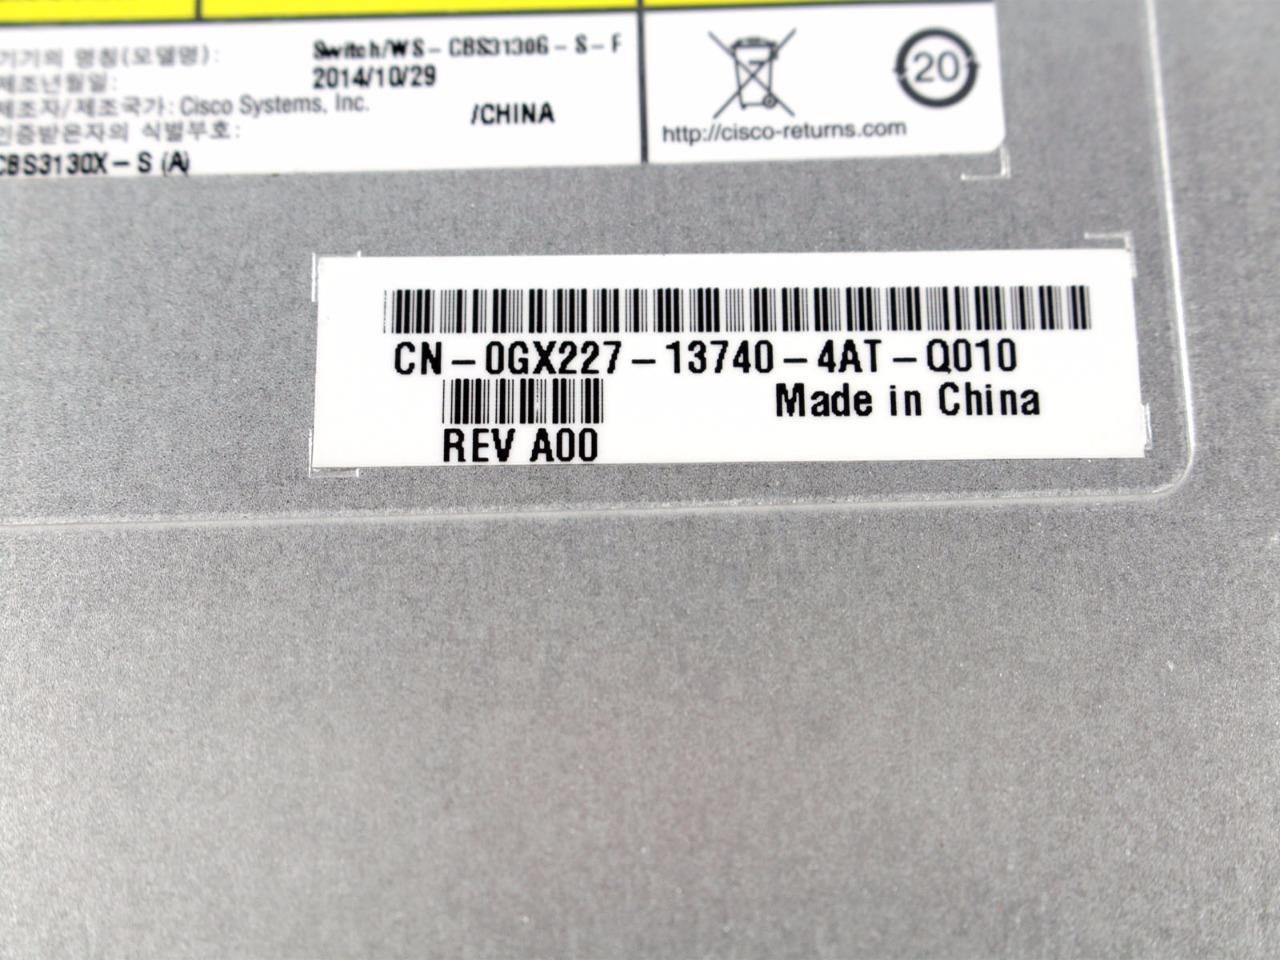 기기의 명칭(모델명): Switch/WS-CBS3130G-S-F
제조년월일: 2014/10/29
제조자/제조국가: Cisco Systems, Inc. /CHINA
인증받은자의 식별부호:
CBS3130X-S (A)
20
http://cisco-returns.com
CN-0GX227-13740-4AT-Q010
Made in China
REV A00